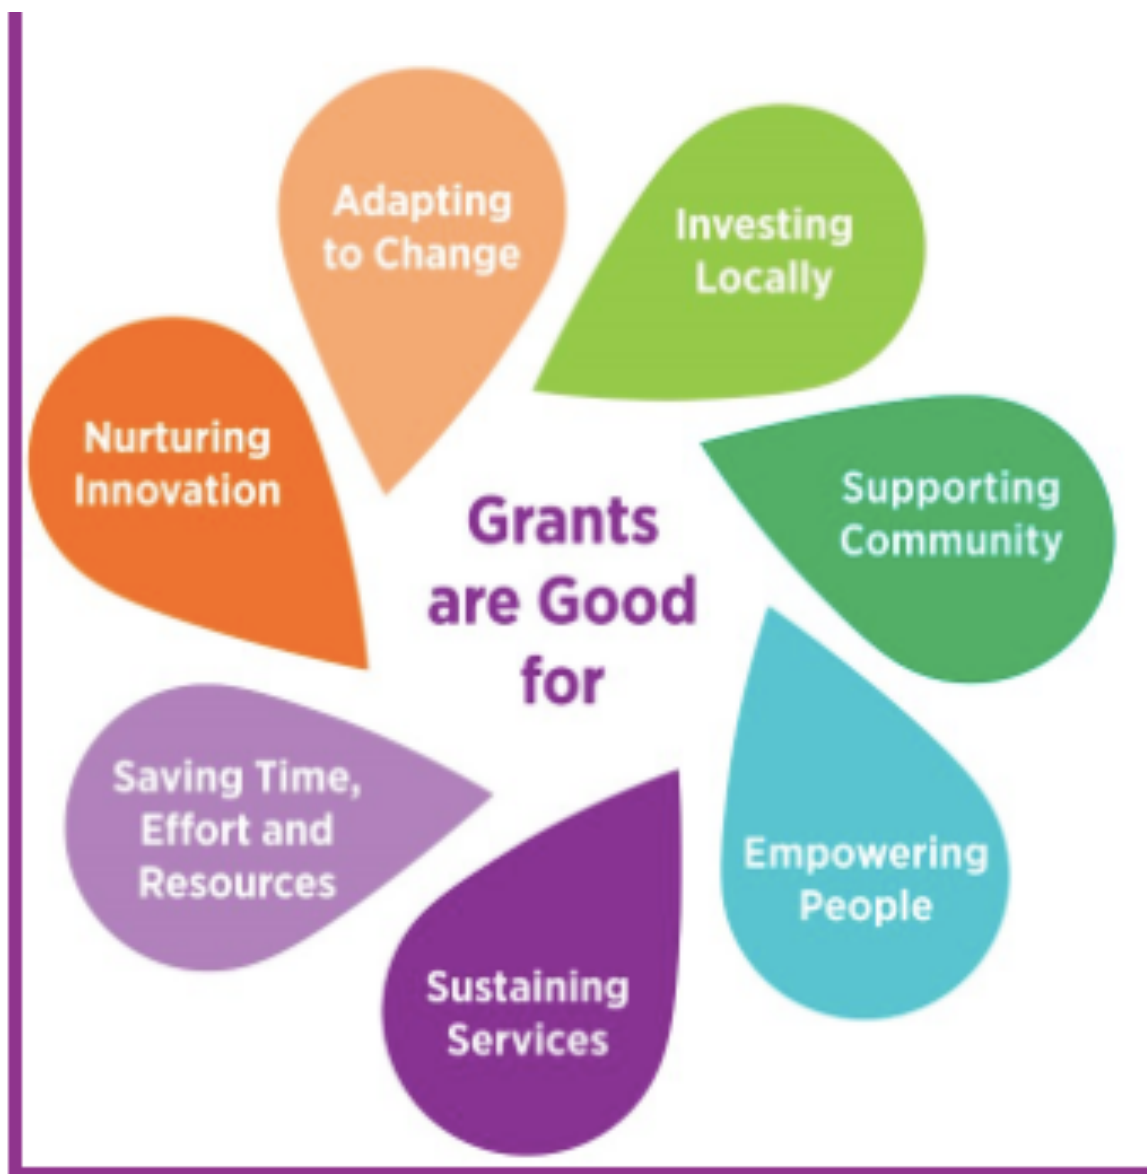 Grants
are Good
for
Adapting
to Change
Investing
Locally
Supporting
Community
Empowering
People
Sustaining
Services
Saving Time,
Effort and
Resources
Nurturing
Innovation